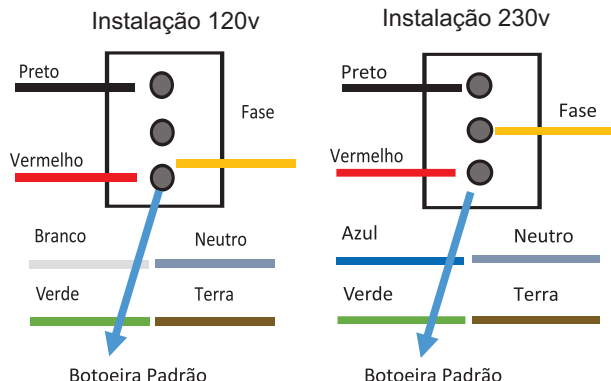 Instalação 120v
Preto
Fase
Vermelho
Branco Neutro
Verde Terra
Botoeira Padrão
Instalação 230v
Preto
Fase
Vermelho
Azul Neutro
Verde Terra
Botoeira Padrão